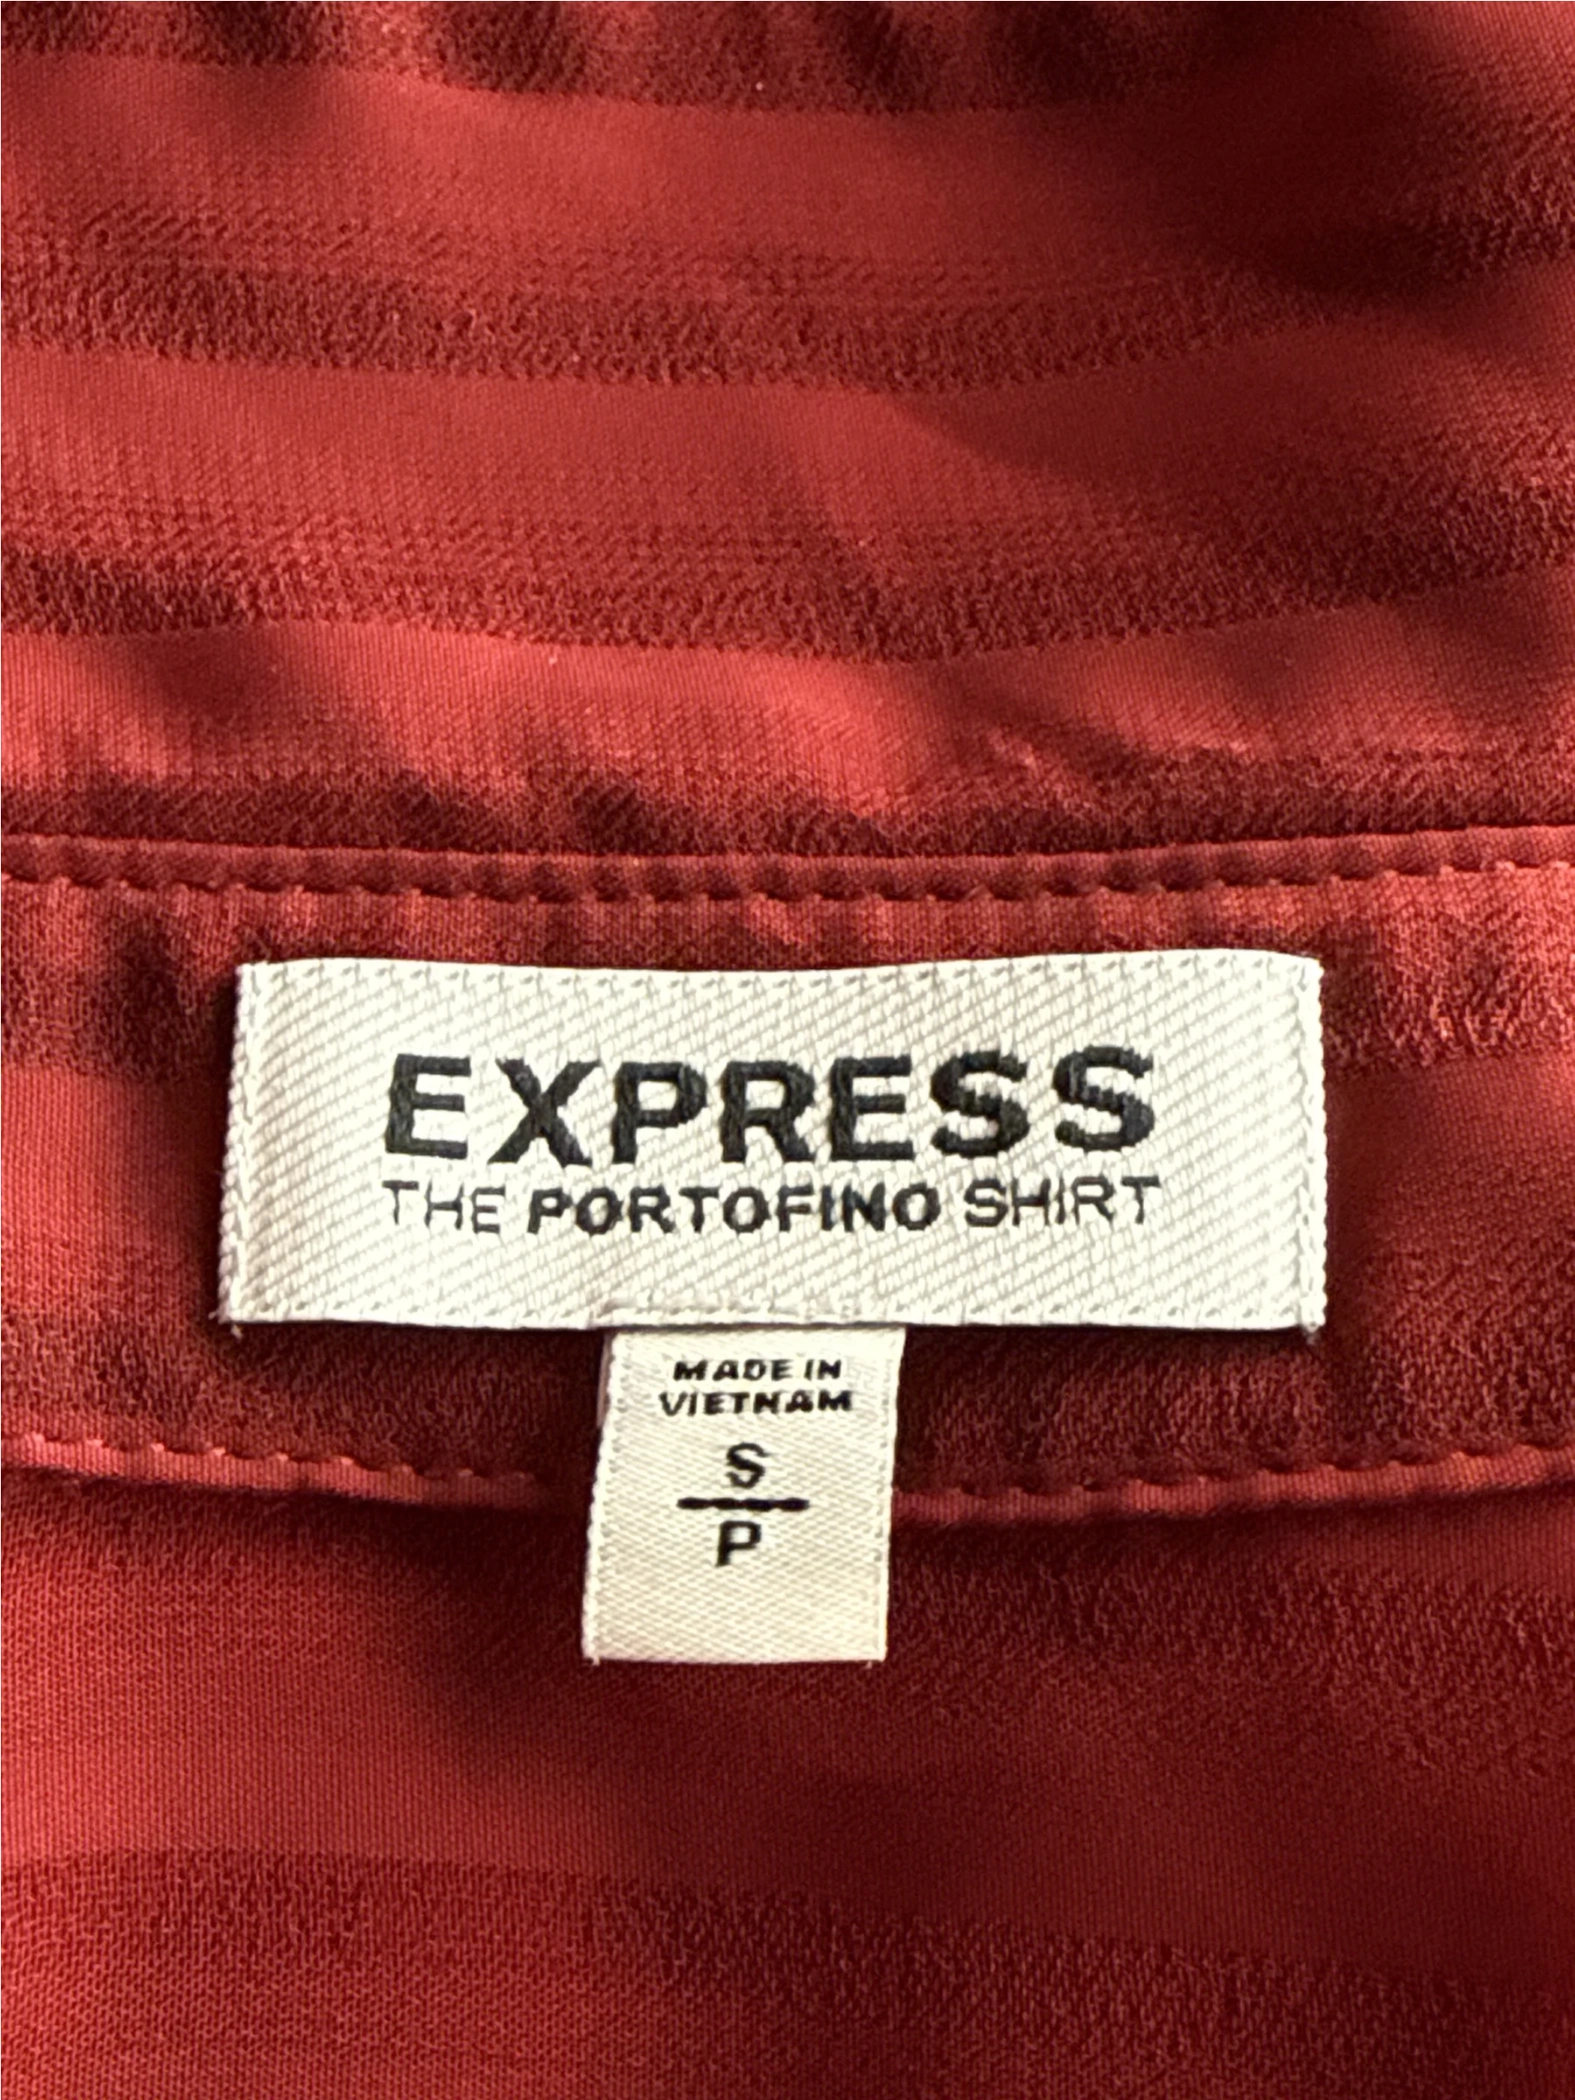 EXPRESS
THE PORTOFINO SHIRT
MADE IN
VIETNAM
S
P